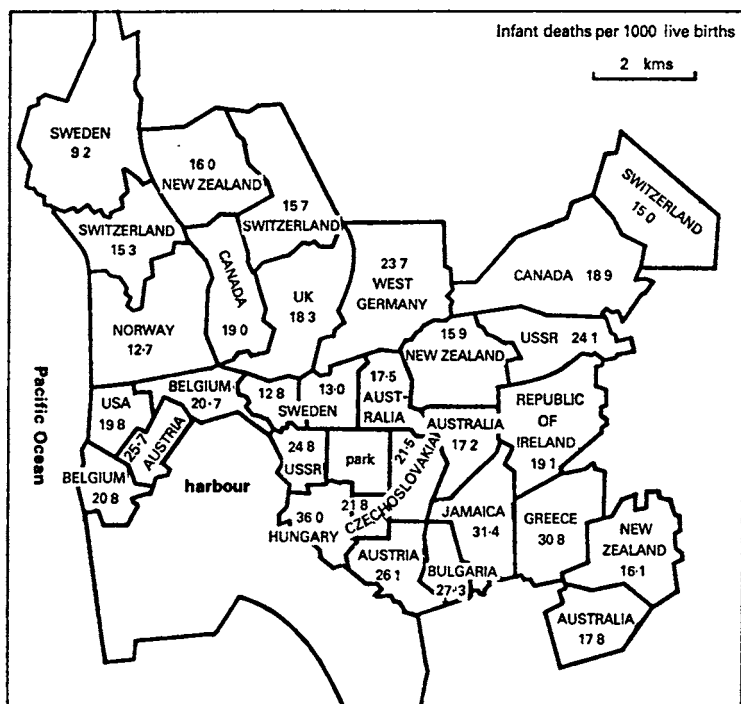 Infant deaths per 1000 live births
2 kms
SWEDEN
9 2
16 0
NEW ZEALAND
15 7
SWITZERLAND
SWITZERLAND
15 0
SWITZERLAND
15 3
CANADA
19 0
UK
18 3
23 7
WEST
GERMANY
CANADA 18 9
NORWAY
12·7
15 9
NEW ZEALAND
USSR 24 1
Pacific Ocean
USA
19 8
BELGIUM
20·7
12 8
13·0
SWEDEN
17·5
AUST-
RALIA
REPUBLIC
OF
IRELAND
19 1
AUSTRALIA
17 2
25·7
AUSTRIA
BELGIUM
20 8
harbour
24 8
USSR
park
21·5
21 8
CZECHOSLOVAKIA
36 0
HUNGARY
JAMAICA
31·4
GREECE
30 8
NEW
ZEALAND
16·1
AUSTRIA
26 1
BULGARIA
27·3
AUSTRALIA
17 8